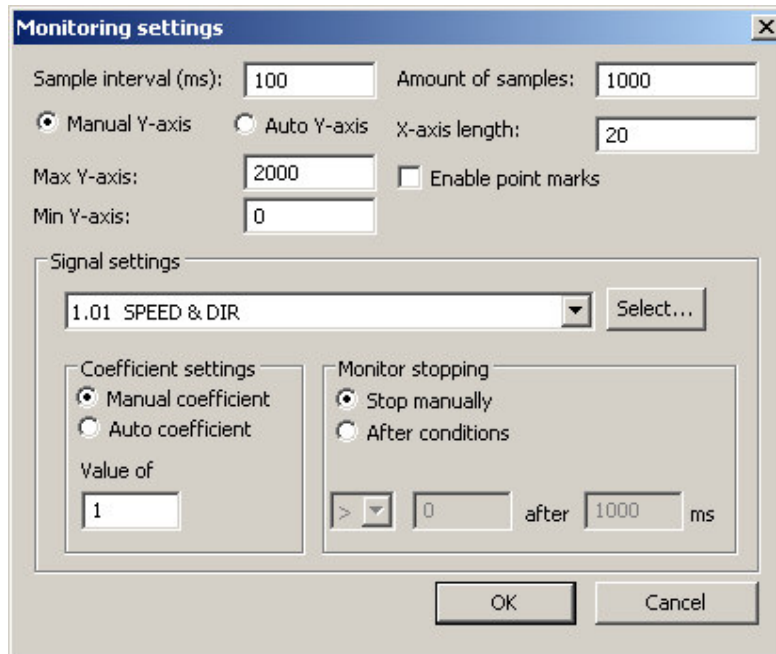 Monitoring settings
Sample interval (ms): 100 Amount of samples: 1000
Manual Y-axis Auto Y-axis X-axis length: 20
Max Y-axis: 2000 Enable point marks
Min Y-axis: 0
Signal settings
1.01 SPEED & DIR Select...
Coefficient settings
Manual coefficient
Auto coefficient
Value of
1
Monitor stopping
Stop manually
After conditions
> 0 after 1000 ms
OK Cancel